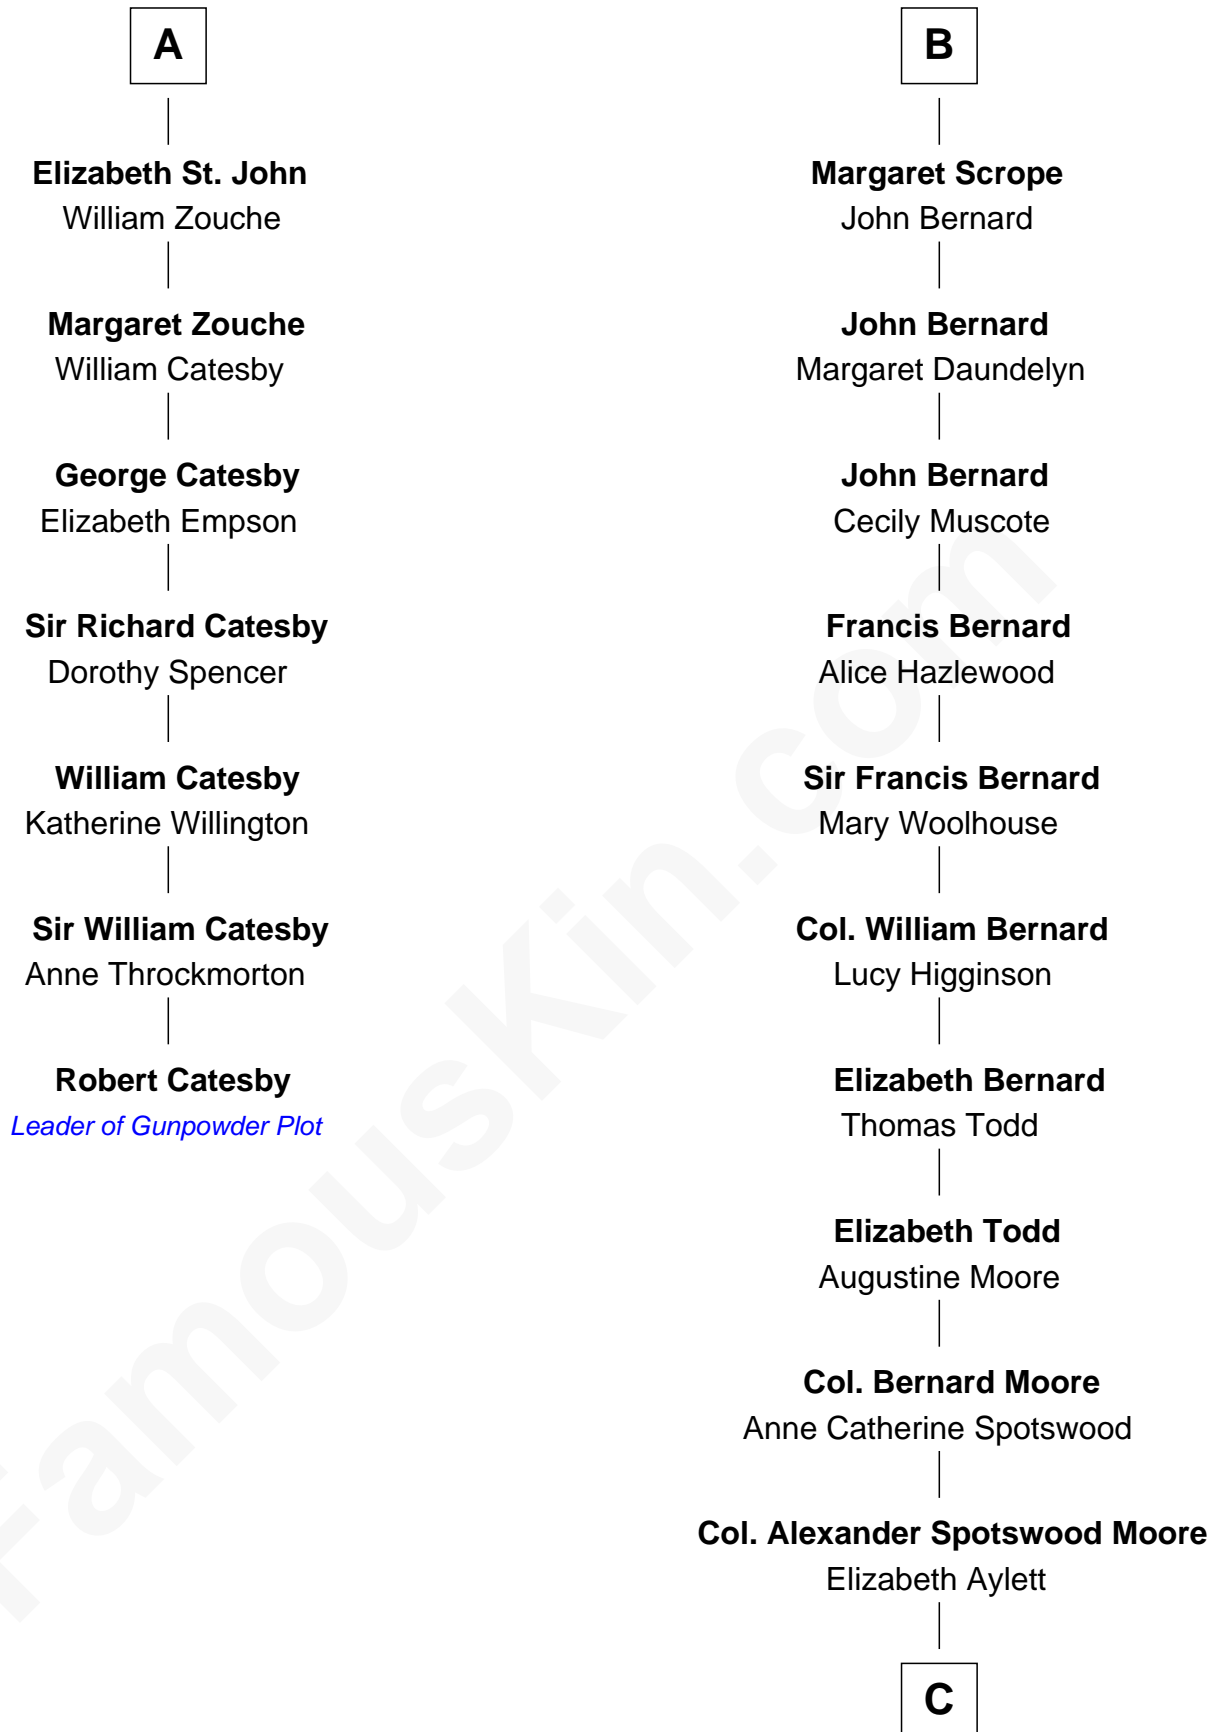 A
Elizabeth St. John
William Zouche
Margaret Zouche
William Catesby
George Catesby
Elizabeth Empson
Sir Richard Catesby
Dorothy Spencer
William Catesby
Katherine Willington
Sir William Catesby
Anne Throckmorton
Robert Catesby
Leader of Gunpowder Plot
B
Margaret Scrope
John Bernard
John Bernard
Margaret Daundelyn
John Bernard
Cecily Muscote
Francis Bernard
Alice Hazlewood
Sir Francis Bernard
Mary Woolhouse
Col. William Bernard
Lucy Higginson
Elizabeth Bernard
Thomas Todd
Elizabeth Todd
Augustine Moore
Col. Bernard Moore
Anne Catherine Spotswood
Col. Alexander Spotswood Moore
Elizabeth Aylett
C
FamousKin.com